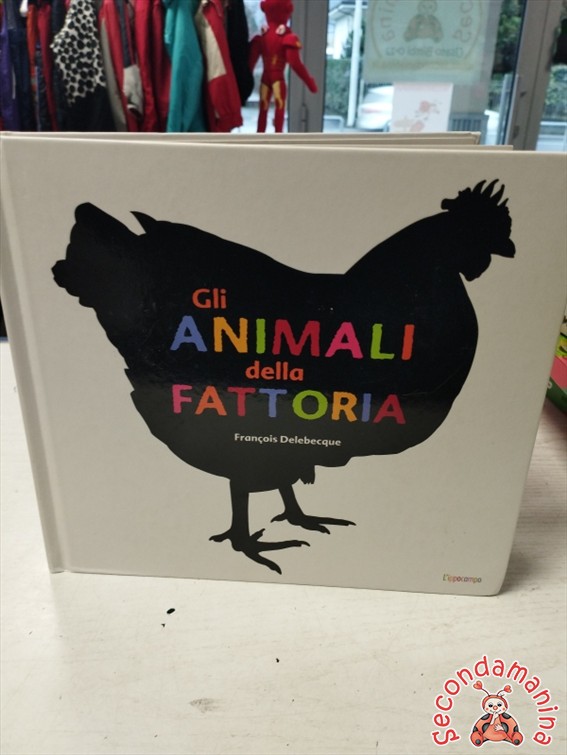 Gli
ANIMALI
della
FATTORIA
François Delebecque
L'ippocampo
Secondamanina